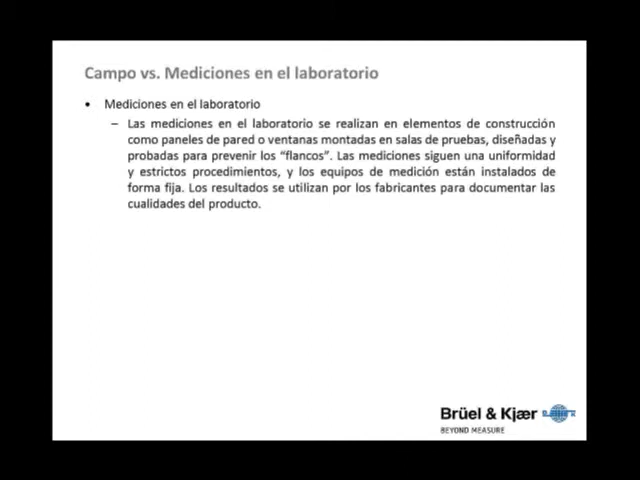 Campo vs. Mediciones en el laboratorio
• Mediciones en el laboratorio
– Las mediciones en el laboratorio se realizan en elementos de construcción
como paneles de pared o ventanas montadas en salas de pruebas, diseñadas y
probadas para prevenir los “flancos”. Las mediciones siguen una uniformidad
y estrictos procedimientos, y los equipos de medición están instalados de
forma fija. Los resultados se utilizan por los fabricantes para documentar las
cualidades del producto.
Brüel & Kjær
BEYOND MEASURE